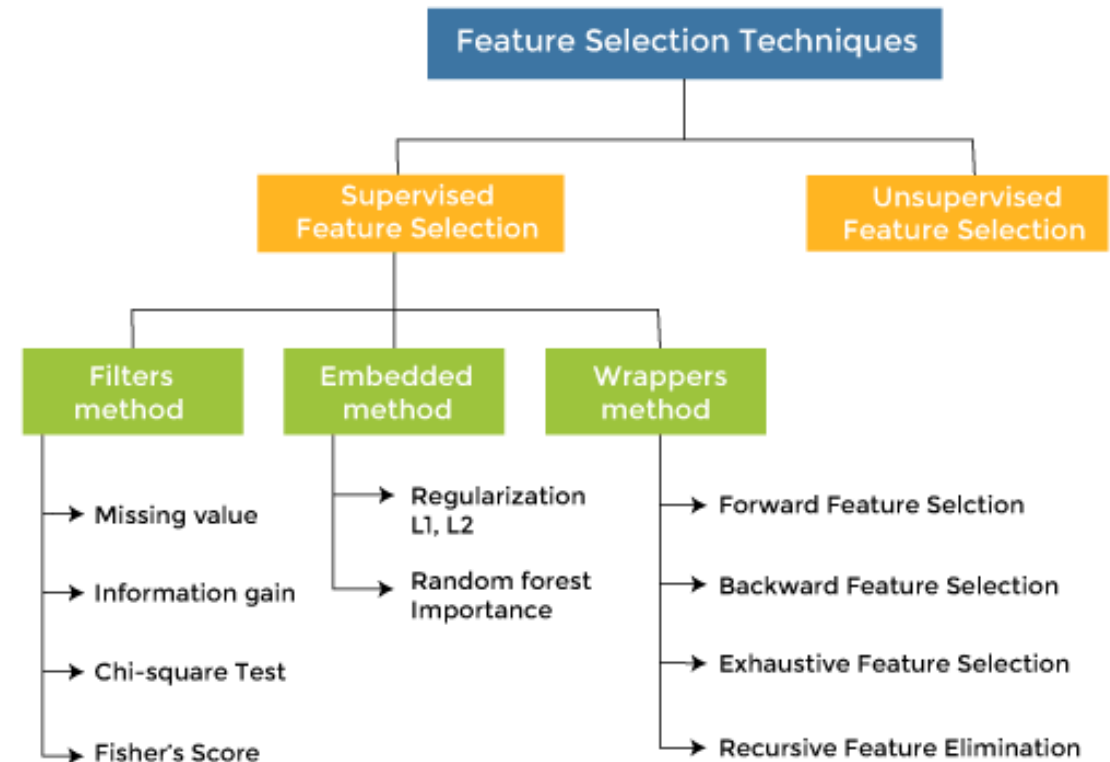 Feature Selection Techniques
Supervised
Feature Selection
Unsupervised
Feature Selection
Filters
method
Embedded
method
Wrappers
method
Missing value
Information gain
Chi-square Test
Fisher's Score
Regularization
L1, L2
Random forest
Importance
Forward Feature Selction
Backward Feature Selection
Exhaustive Feature Selection
Recursive Feature Elimination